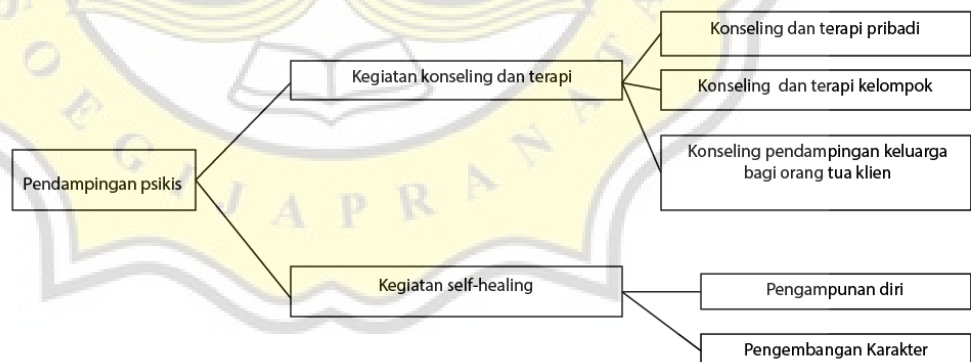 Konseling dan terapi pribadi
Kegiatan konseling dan terapi
Konseling dan terapi kelompok
Konseling pendampingan keluarga
bagi orang tua klien
Pendampingan psikis
Kegiatan self-healing
Pengampunan diri
Pengembangan Karakter
S O E G I J A P R A N A T A